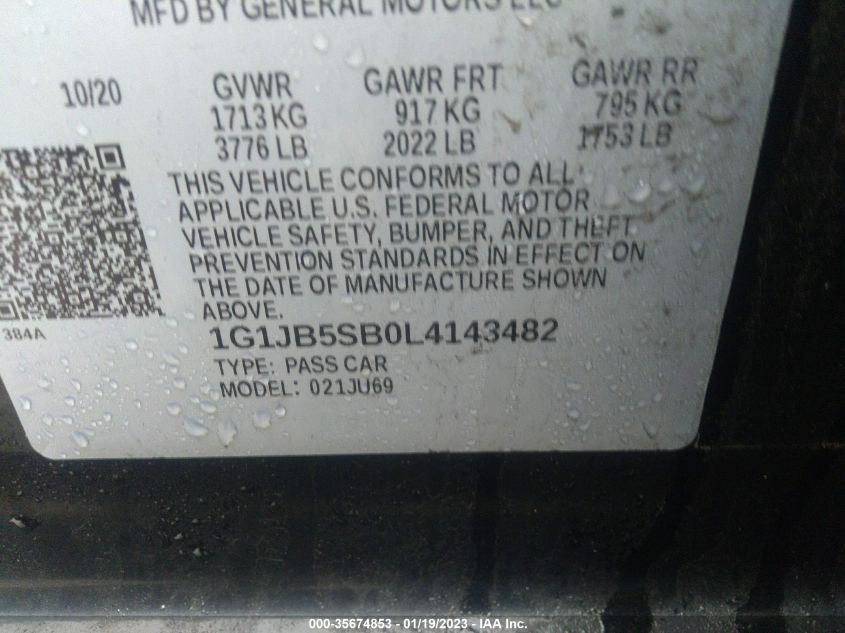 MFD BY GENERAL MOTORS LLC
10/20 GVWR GAWR FRT GAWR RR
1713 KG 917 KG 795 KG
3776 LB 2022 LB 1753 LB
THIS VEHICLE CONFORMS TO ALL
APPLICABLE U.S. FEDERAL MOTOR
VEHICLE SAFETY, BUMPER, AND THEFT
PREVENTION STANDARDS IN EFFECT ON
THE DATE OF MANUFACTURE SHOWN
ABOVE.
384A
1G1JB5SB0L4143482
TYPE: PASS CAR
MODEL: 021JU69
000-35674853 - 01/19/2023 - IAA Inc.